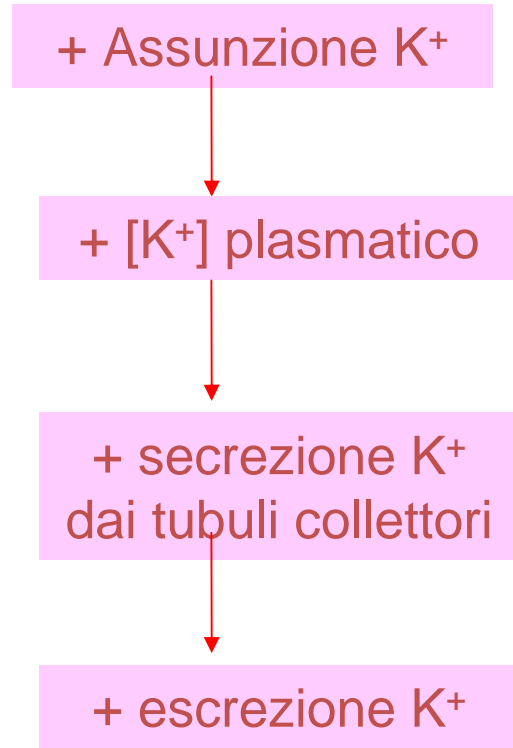 + Assunzione K⁺
+ [K⁺] plasmatico
+ secrezione K⁺
dai tubuli collettori
+ escrezione K⁺